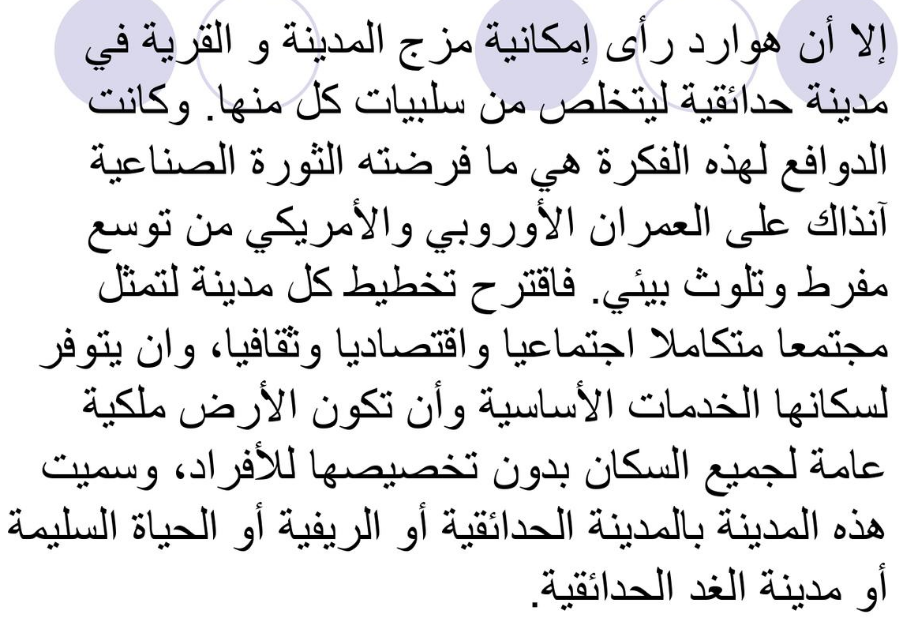 إلا أن هوارد رأى إمكانية مزج المدينة و القرية في
مدينة حدائقية ليتخلص من سلبيات كل منها. وكانت
الدوافع لهذه الفكرة هي ما فرضته الثورة الصناعية
آنذاك على العمران الأوروبي والأمريكي من توسع
مفرط وتلوث بيئي. فاقترح تخطيط كل مدينة لتمثل
مجتمعا متكاملا اجتماعيا واقتصاديا وثقافيا، وان يتوفر
لسكانها الخدمات الأساسية وأن تكون الأرض ملكية
عامة لجميع السكان بدون تخصيصها للأفراد، وسميت
هذه المدينة بالمدينة الحدائقية أو الريفية أو الحياة السليمة
أو مدينة الغد الحدائقية.